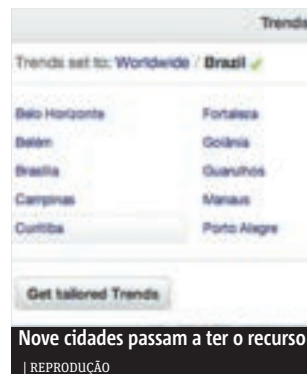 Trends
Trends set to: Worldwide / Brazil
Belo Horizonte Fortaleza
Belém Goiânia
Brasília Guarulhos
Campinas Manaus
Curitiba Porto Alegre
Get tailored Trends
Nove cidades passam a ter o recurso
| REPRODUÇÃO